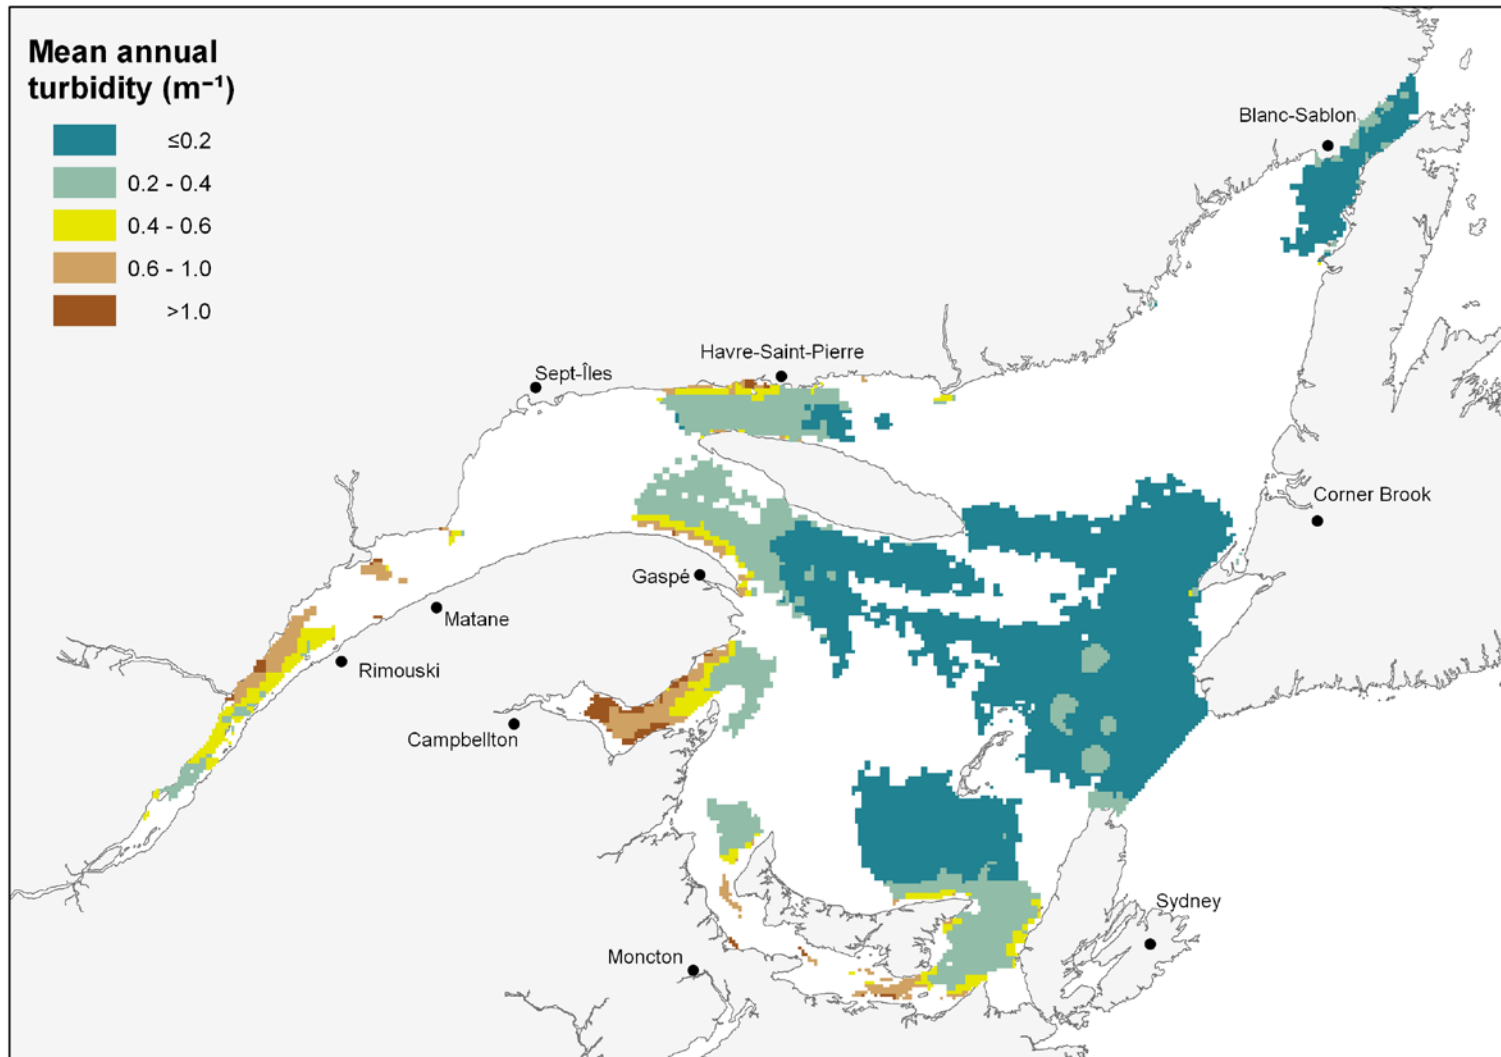 Mean annual
turbidity (m⁻¹)
≤0.2
0.2 - 0.4
0.4 - 0.6
0.6 - 1.0
>1.0
Blanc-Sablon
Havre-Saint-Pierre
Sept-Îles
Corner Brook
Gaspé
Matane
Rimouski
Campbellton
Sydney
Moncton